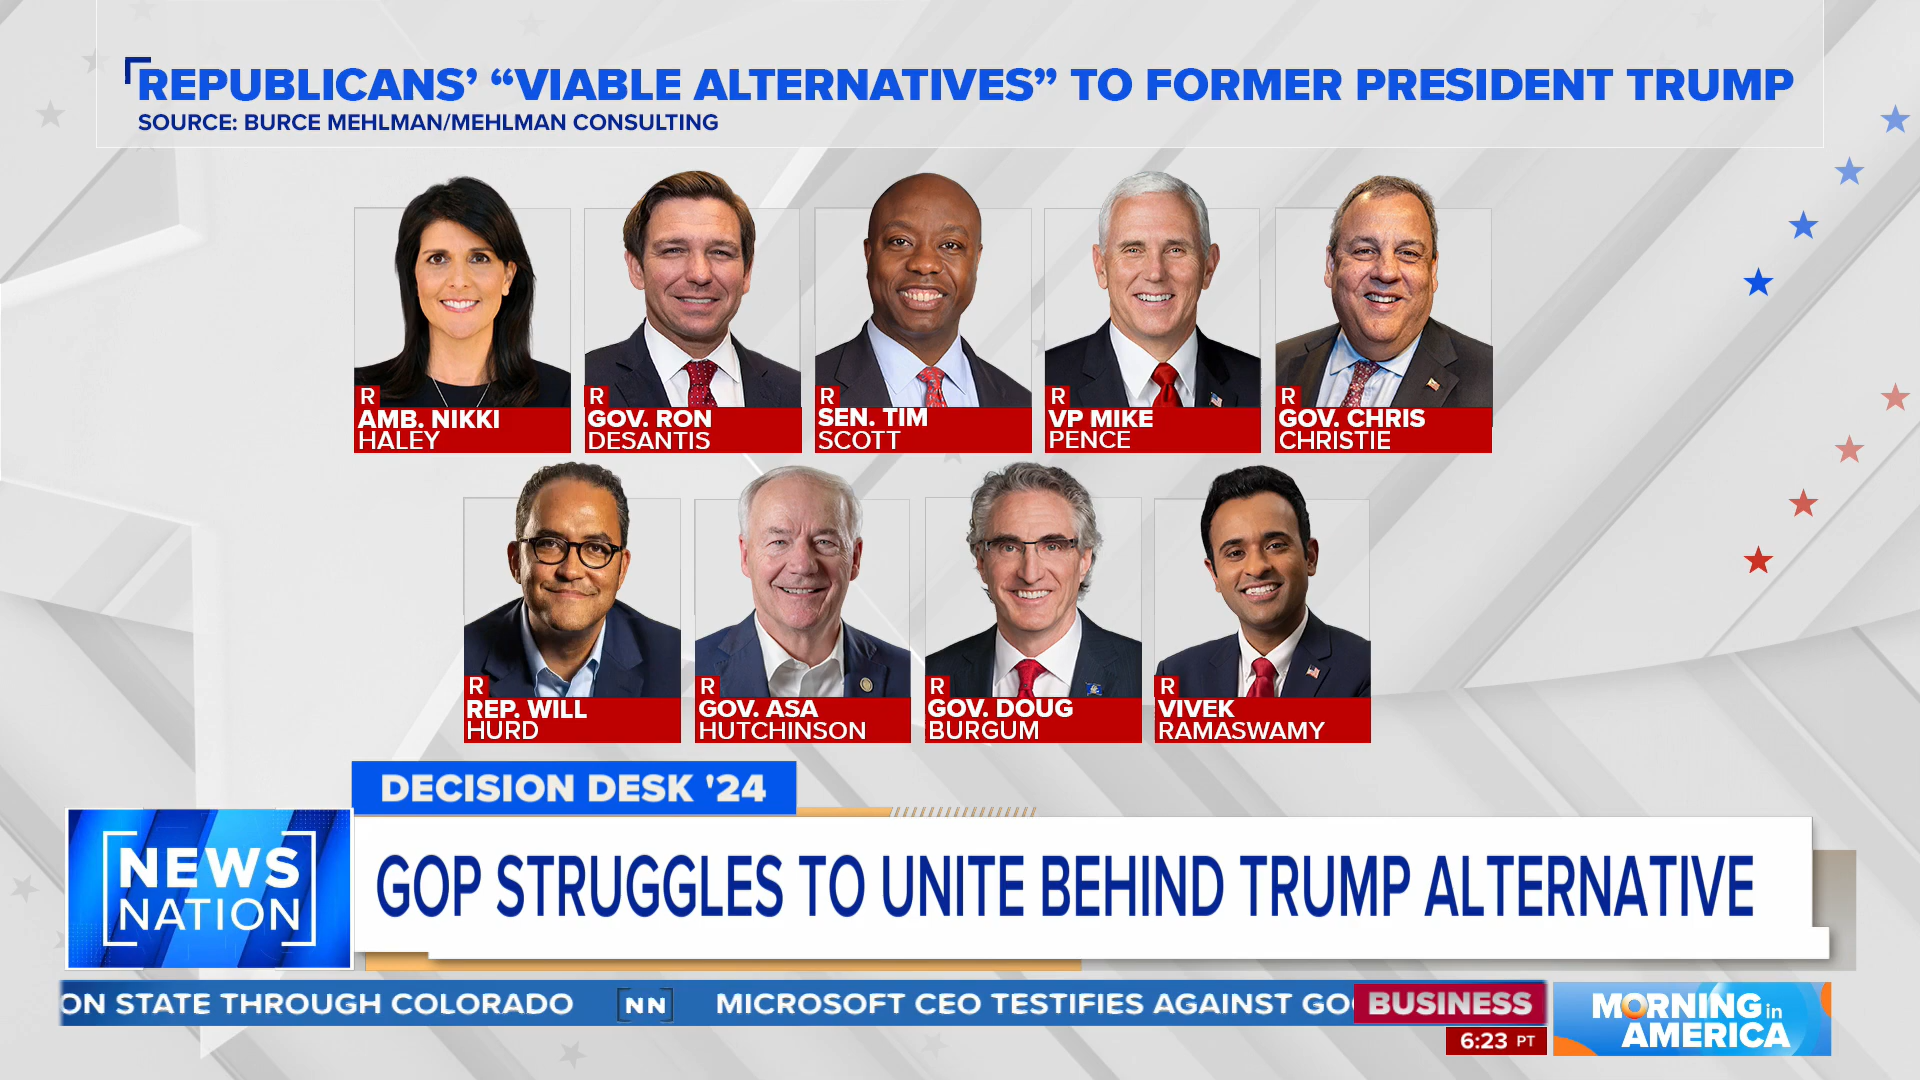 REPUBLICANS' “VIABLE ALTERNATIVES” TO FORMER PRESIDENT TRUMP
SOURCE: BURCE MEHLMAN/MEHLMAN CONSULTING
R
AMB. NIKKI
HALEY
R
GOV. RON
DESANTIS
R
SEN. TIM
SCOTT
R
VP MIKE
PENCE
R
GOV. CHRIS
CHRISTIE
R
REP. WILL
HURD
R
GOV. ASA
HUTCHINSON
R
GOV. DOUG
BURGUM
R
VIVEK
RAMASWAMY
DECISION DESK '24
NEWS
NATION
GOP STRUGGLES TO UNITE BEHIND TRUMP ALTERNATIVE
ON STATE THROUGH COLORADO [NN] MICROSOFT CEO TESTIFIES AGAINST GO
BUSINESS
6:23 PT
MORNING in
AMERICA